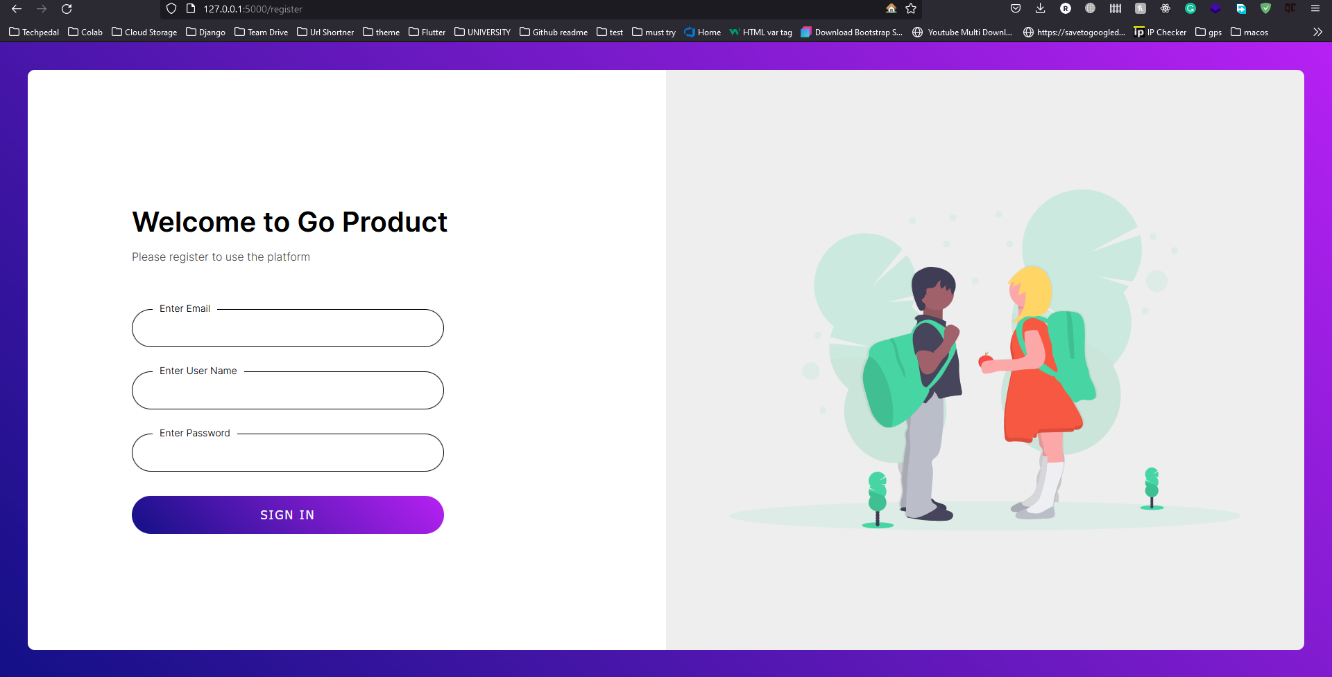 127.0.0.1:5000/register
Techpedal Colab Cloud Storage Django Team Drive Url Shortner theme Flutter UNIVERSITY Github readme test must try Home HTML var tag Download Bootstrap S... Youtube Multi Downl... https://savetogoogled... IP Checker gps macos
Welcome to Go Product
Please register to use the platform
Enter Email
Enter User Name
Enter Password
SIGN IN